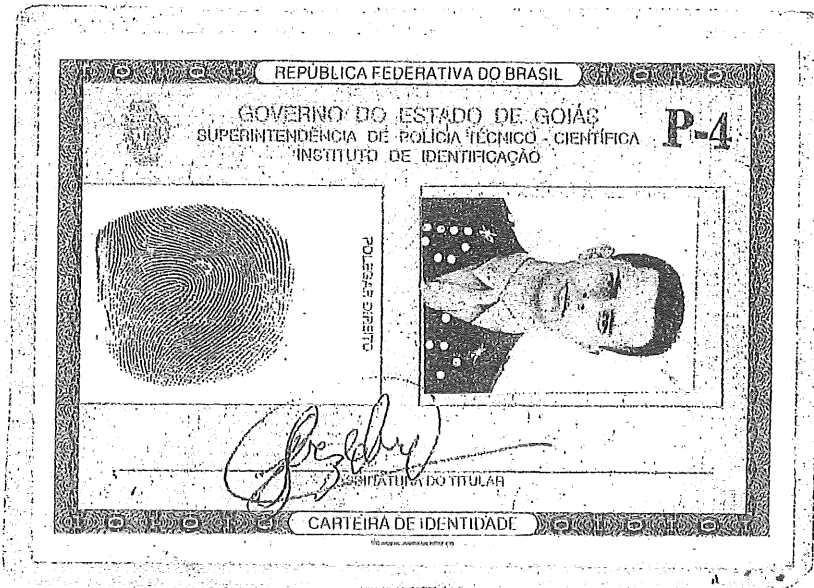 REPÚBLICA FEDERATIVA DO BRASIL
GOVERNO DO ESTADO DE GOIÁS
SUPERINTENDÊNCIA DE POLÍCIA TÉCNICO - CIENTÍFICA
INSTITUTO DE IDENTIFICAÇÃO
P-4
POLEGAR DIREITO
ASSINATURA DO TITULAR
CARTEIRA DE IDENTIDADE